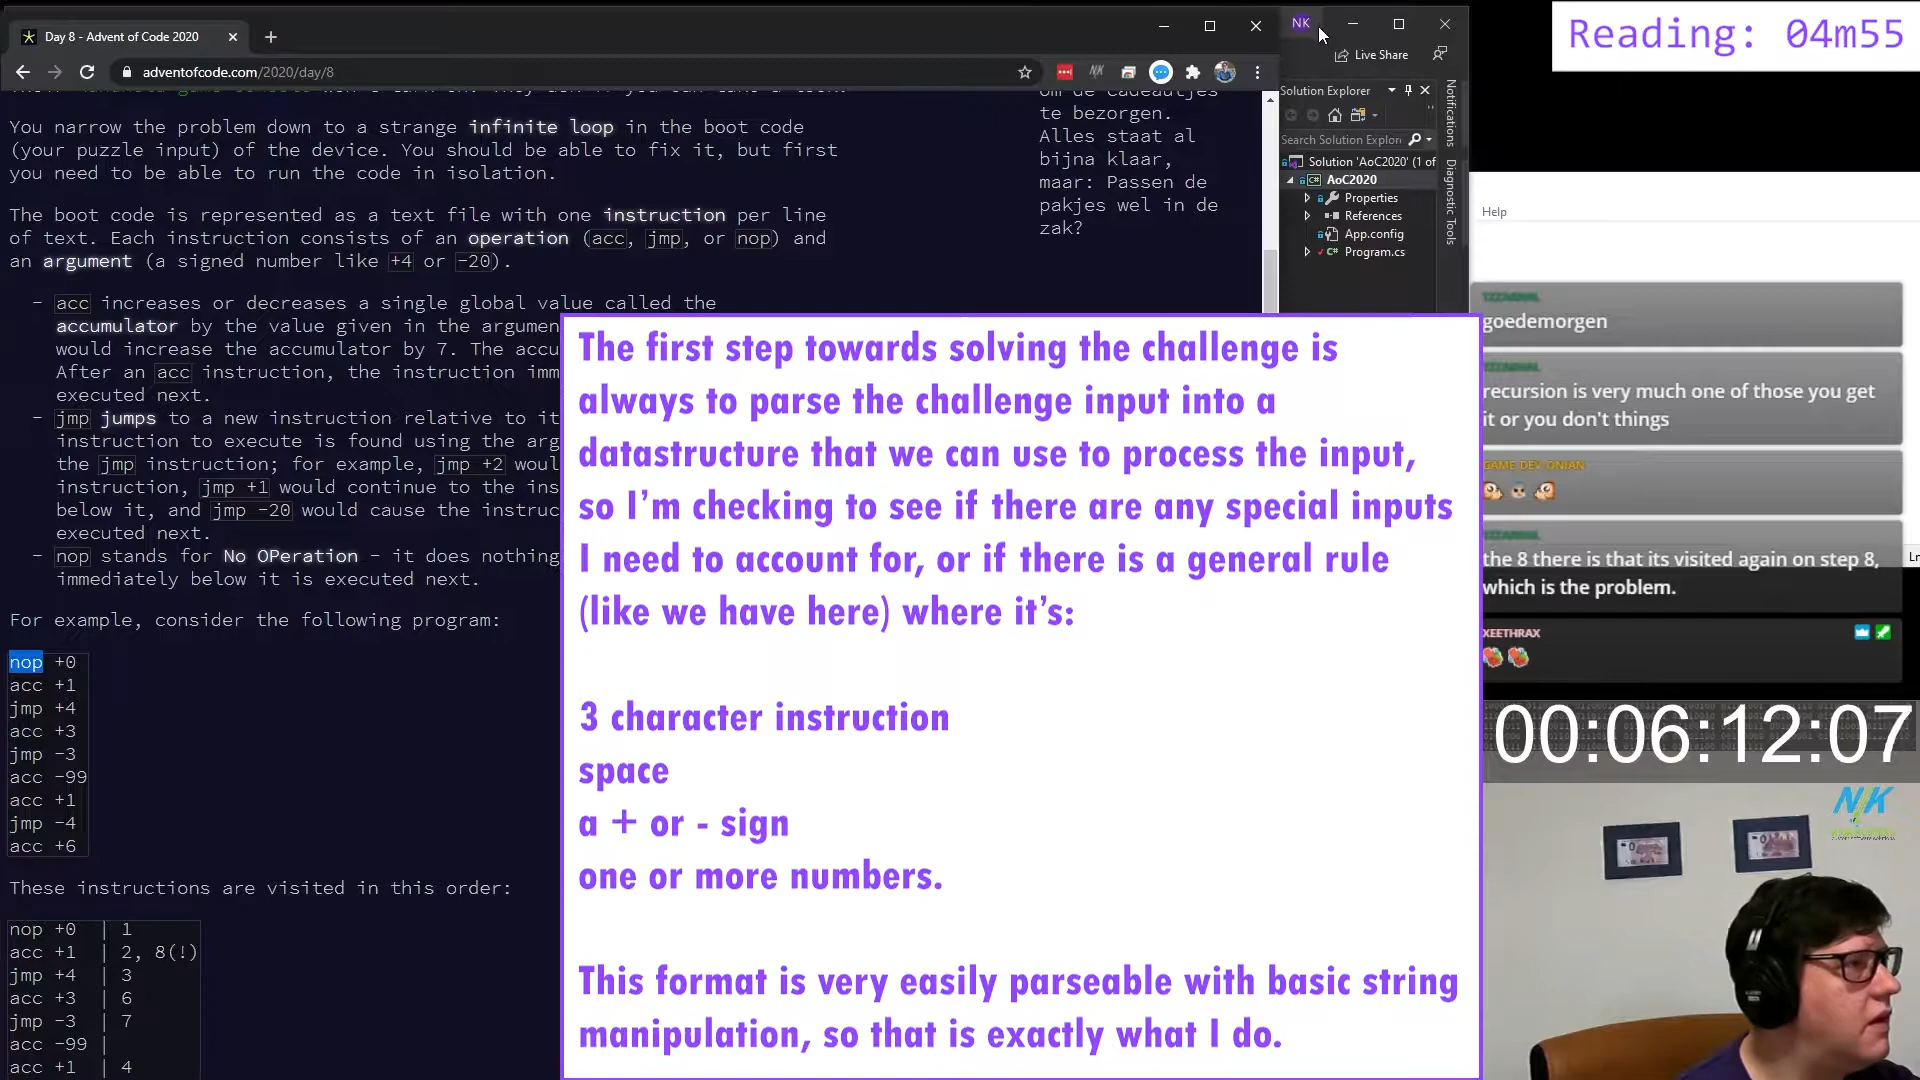 Day 8 - Advent of Code 2020
NK
Reading: 04m55
Live Share
adventofcode.com/2020/day/8
NK
Solution Explorer
Search Solution Explor
Solution 'AoC2020' (1 of
AoC2020
Properties
References
App.config
C# Program.cs
Notifications
Diagnostic Tools
Help
You narrow the problem down to a strange infinite loop in the boot code
(your puzzle input) of the device. You should be able to fix it, but first
you need to be able to run the code in isolation.
The boot code is represented as a text file with one instruction per line
of text. Each instruction consists of an operation (acc, jmp, or nop) and
an argument (a signed number like +4 or -20).
- acc increases or decreases a single global value called the
accumulator by the value given in the argumen
would increase the accumulator by 7. The accu
After an acc instruction, the instruction imm
executed next.
- jmp jumps to a new instruction relative to it
instruction to execute is found using the arg
the jmp instruction; for example, jmp +2 woul
instruction, jmp +1 would continue to the ins
below it, and jmp -20 would cause the instruc
executed next.
- nop stands for No OPeration - it does nothing
immediately below it is executed next.
For example, consider the following program:
nop +0
acc +1
jmp +4
acc +3
jmp -3
acc -99
acc +1
jmp -4
acc +6
These instructions are visited in this order:
nop +0 | 1
acc +1 | 2, 8(!)
jmp +4 | 3
acc +3 | 6
jmp -3 | 7
acc -99 |
acc +1 | 4
om de cadeautjes
te bezorgen.
Alles staat al
bijna klaar,
maar: Passen de
pakjes wel in de
zak?
The first step towards solving the challenge is
always to parse the challenge input into a
datastructure that we can use to process the input,
so I'm checking to see if there are any special inputs
I need to account for, or if there is a general rule
(like we have here) where it's:
3 character instruction
space
a + or - sign
one or more numbers.
This format is very easily parseable with basic string
manipulation, so that is exactly what I do.
goedemorgen
recursion is very much one of those you get
it or you don't things
the 8 there is that its visited again on step 8,
which is the problem.
XEETHRAX
00:06:12:07